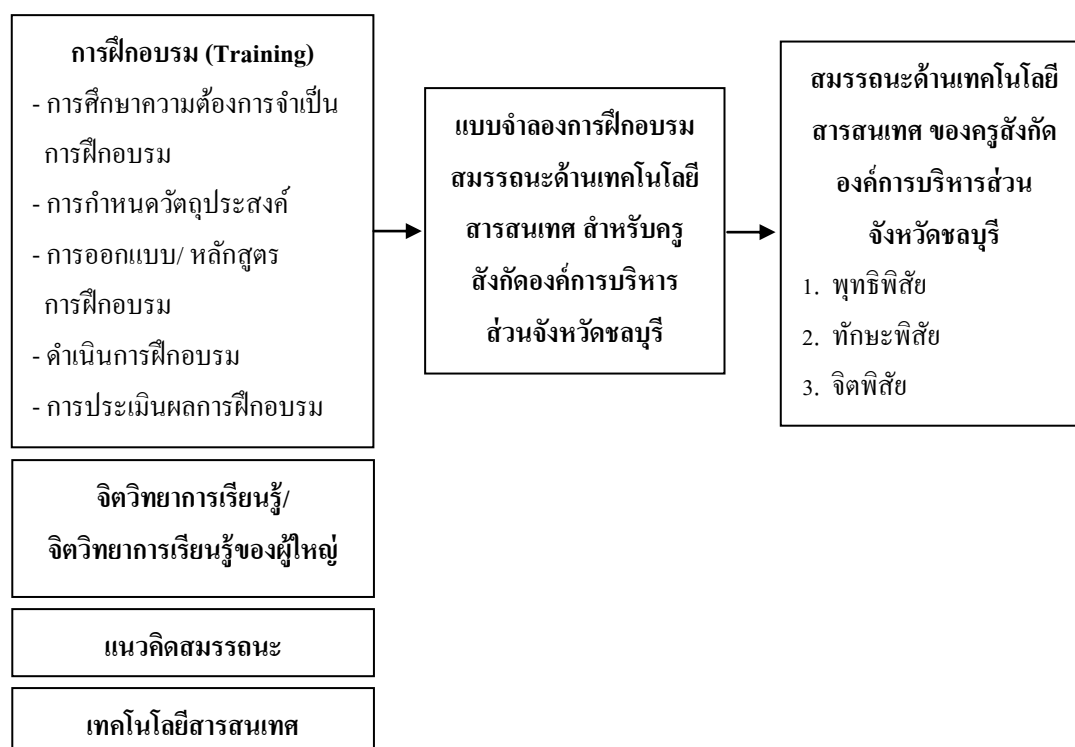 การฝึกอบรม (Training)
- การศึกษาความต้องการจำเป็น
การฝึกอบรม
- การกำหนดวัตถุประสงค์
- การออกแบบ/ หลักสูตร
การฝึกอบรม
- ดำเนินการฝึกอบรม
- การประเมินผลการฝึกอบรม
จิตวิทยาการเรียนรู้/
จิตวิทยาการเรียนรู้ของผู้ใหญ่
แนวคิดสมรรถนะ
เทคโนโลยีสารสนเทศ
แบบจำลองการฝึกอบรม
สมรรถนะด้านเทคโนโลยี
สารสนเทศ สำหรับครู
สังกัดองค์การบริหาร
ส่วนจังหวัดชลบุรี
สมรรถนะด้านเทคโนโลยี
สารสนเทศ ของครูสังกัด
องค์การบริหารส่วน
จังหวัดชลบุรี
1. พุทธิพิสัย
2. ทักษะพิสัย
3. จิตพิสัย